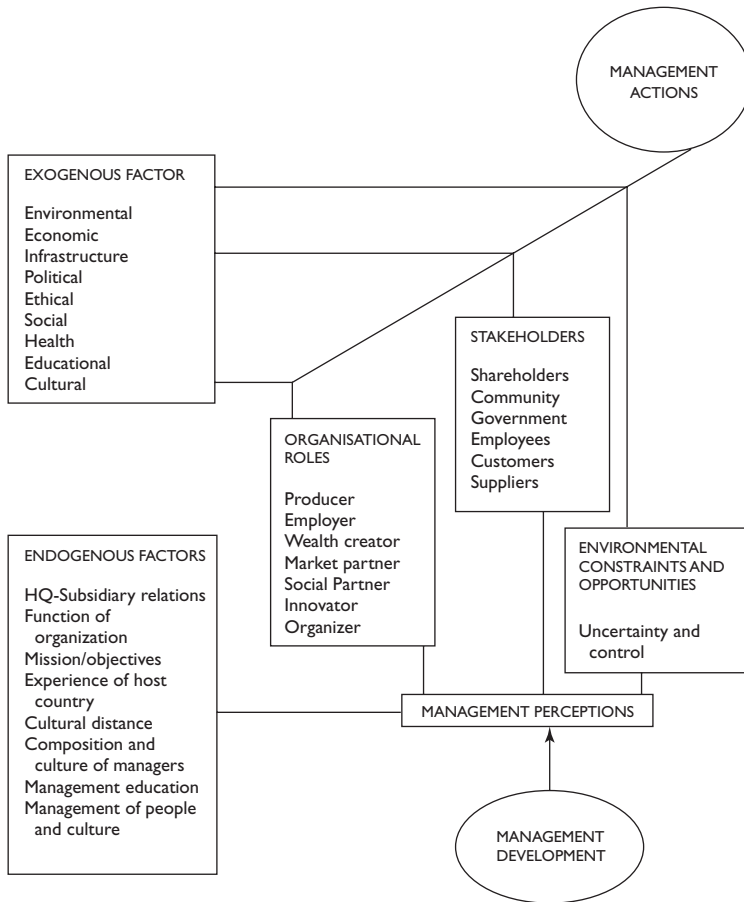 MANAGEMENT
ACTIONS
EXOGENOUS FACTOR
Environmental
Economic
Infrastructure
Political
Ethical
Social
Health
Educational
Cultural
STAKEHOLDERS
Shareholders
Community
Government
Employees
Customers
Suppliers
ORGANISATIONAL
ROLES
Producer
Employer
Wealth creator
Market partner
Social Partner
Innovator
Organizer
ENVIRONMENTAL
CONSTRAINTS AND
OPPORTUNITIES
Uncertainty and
control
ENDOGENOUS FACTORS
HQ-Subsidiary relations
Function of
organization
Mission/objectives
Experience of host
country
Cultural distance
Composition and
culture of managers
Management education
Management of people
and culture
MANAGEMENT PERCEPTIONS
MANAGEMENT
DEVELOPMENT